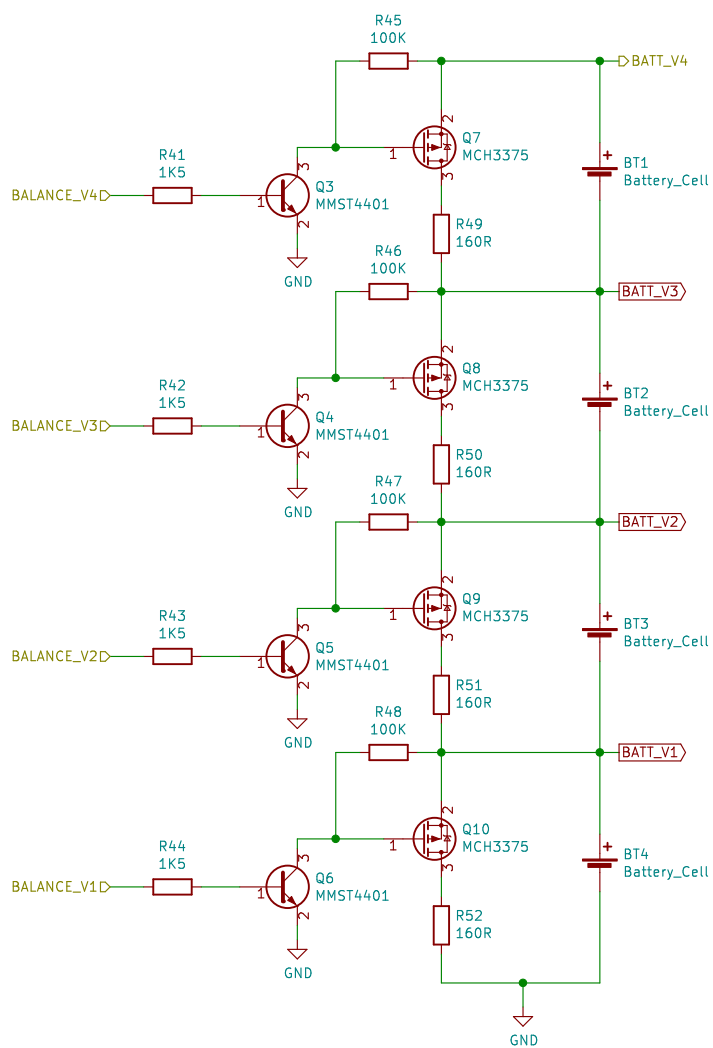 R45
100K
BATT_V4
2
Q7
MCH3375
1
3
R41
1K5
BALANCE_V4
1
3
Q3
MMST4401
2
GND
+
BT1
Battery_Cell
R49
160R
R46
100K
BATT_V3
2
Q8
MCH3375
1
3
R42
1K5
BALANCE_V3
1
3
Q4
MMST4401
2
GND
+
BT2
Battery_Cell
R50
160R
R47
100K
BATT_V2
2
Q9
MCH3375
1
3
R43
1K5
BALANCE_V2
1
3
Q5
MMST4401
2
GND
+
BT3
Battery_Cell
R51
160R
R48
100K
BATT_V1
2
Q10
MCH3375
1
3
R44
1K5
BALANCE_V1
1
3
Q6
MMST4401
2
GND
+
BT4
Battery_Cell
R52
160R
GND